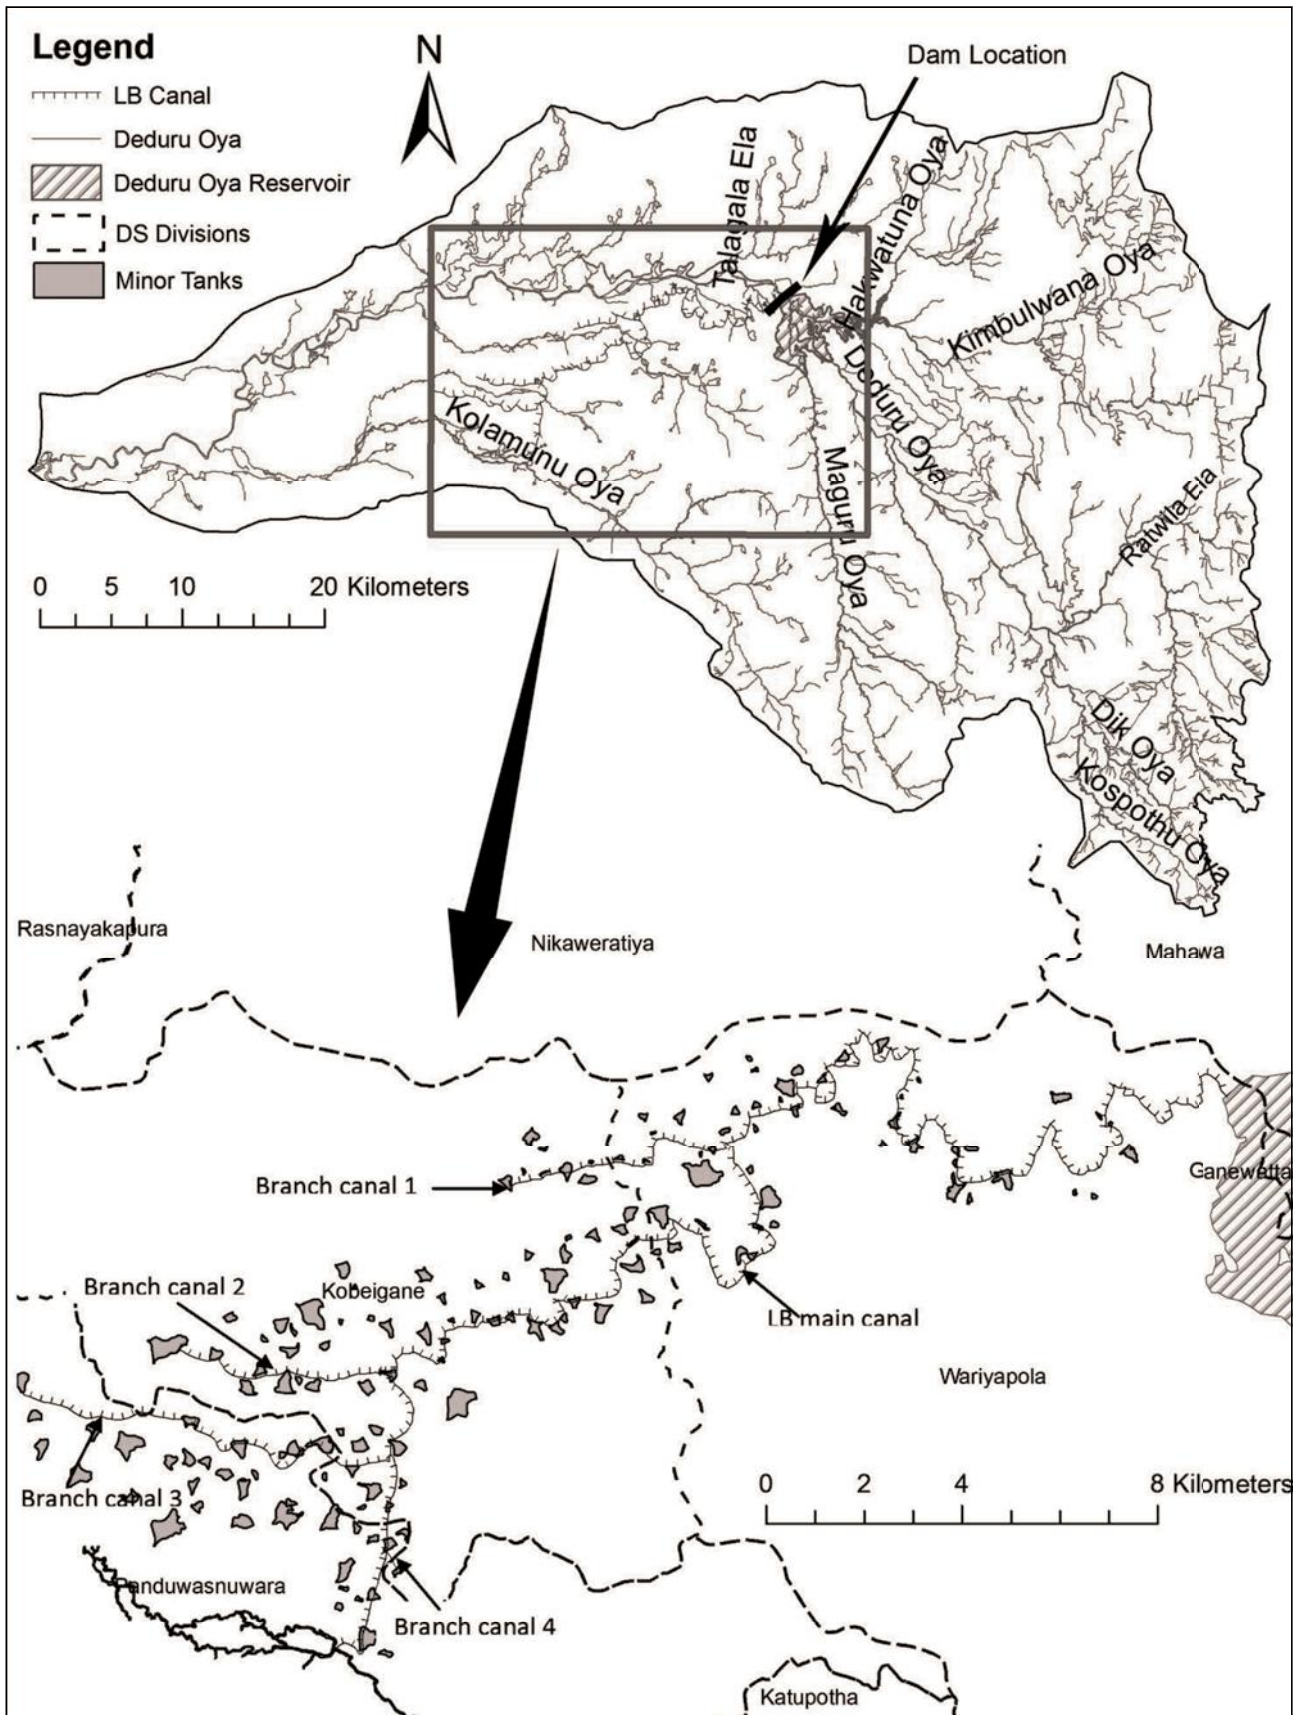 Legend
LB Canal
Deduru Oya
Deduru Oya Reservoir
DS Divisions
Minor Tanks
N
Dam Location
Talagala Ela
Hakwatuna Oya
Kimbulwana Oya
Deduru Oya
Kolamunu Oya
Maguru Oya
Ratwila Ela
Dik Oya
Kospothu Oya
0 5 10 20 Kilometers
Rasnayakapura
Nikaweratiya
Mahawa
Ganewatta
Branch canal 1
Branch canal 2
Kobeigane
LB main canal
Wariyapola
0 2 4 8 Kilometers
Branch canal 3
Panduwasnuwara
Branch canal 4
Katupotha